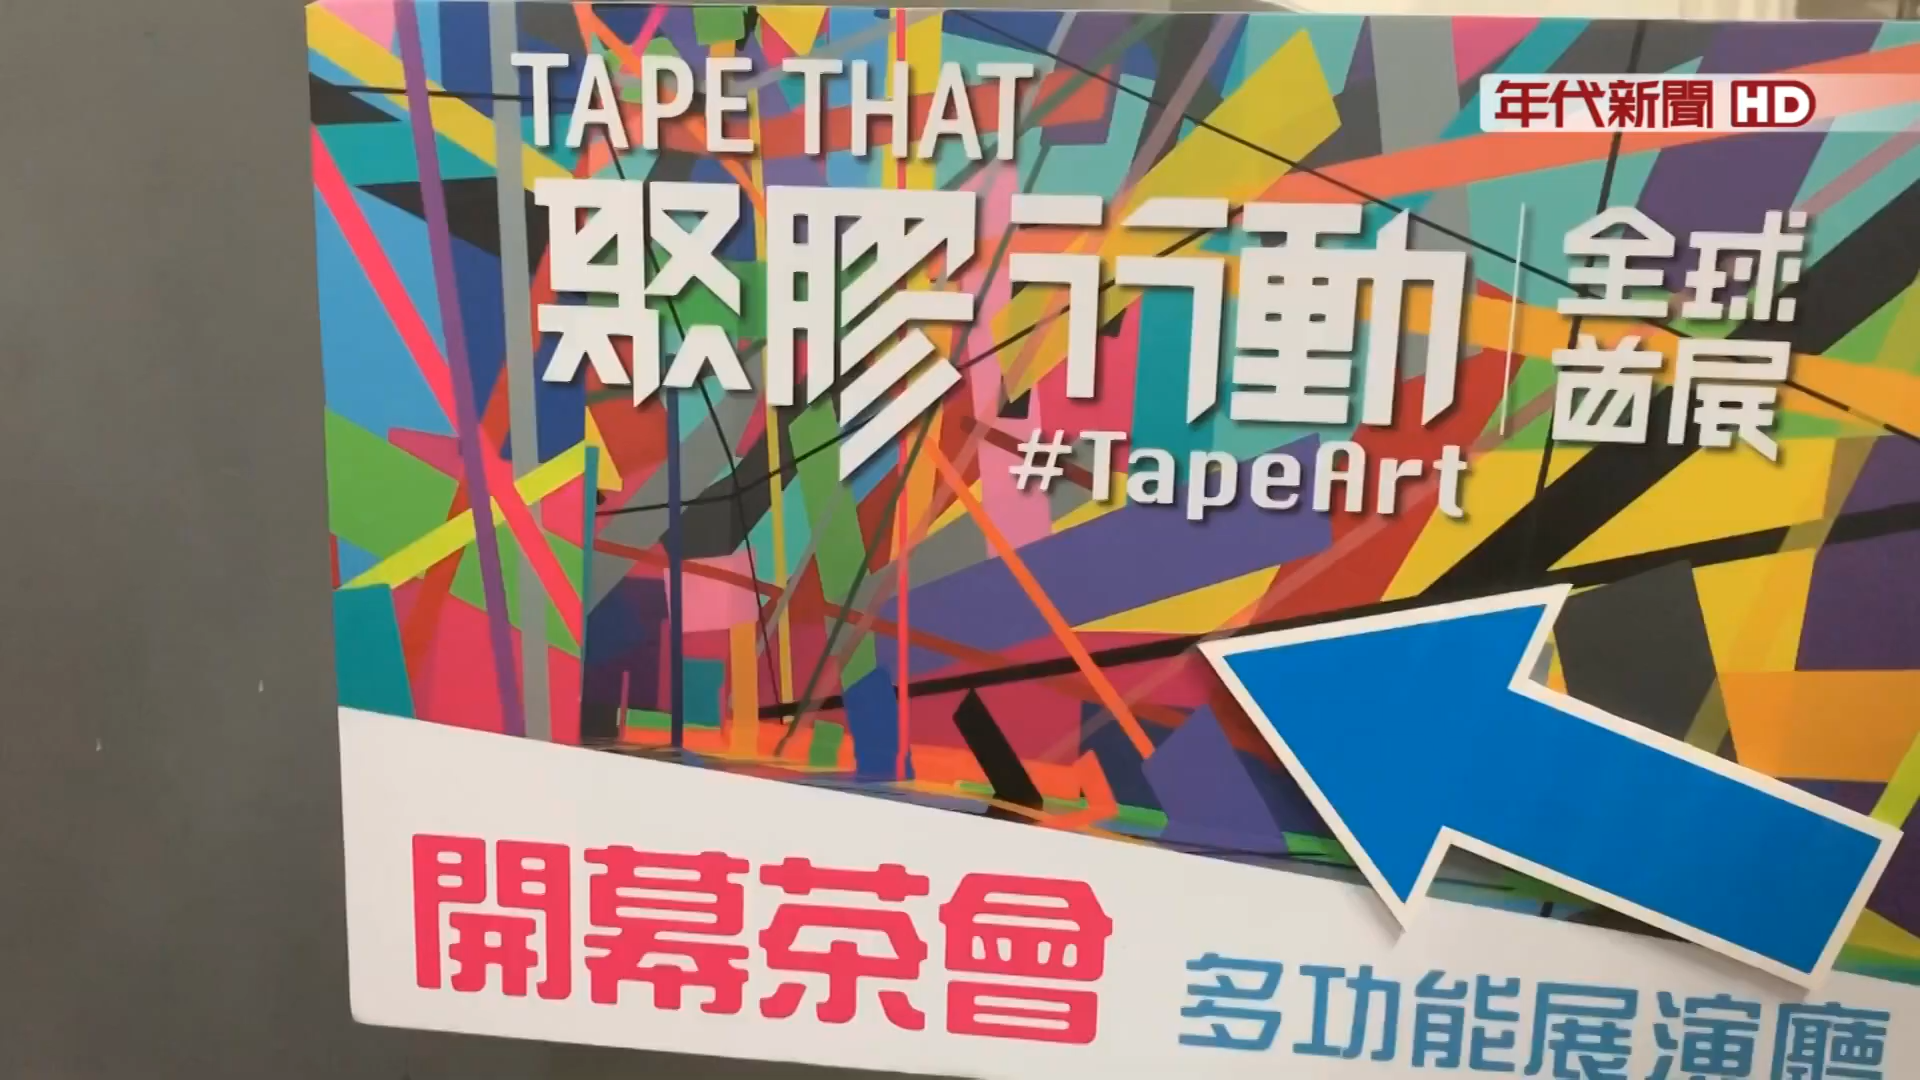 年代新聞 HD
TAPE THAT
聚膠行動
全球
首展
#TapeArt
開幕茶會
多功能展演廳